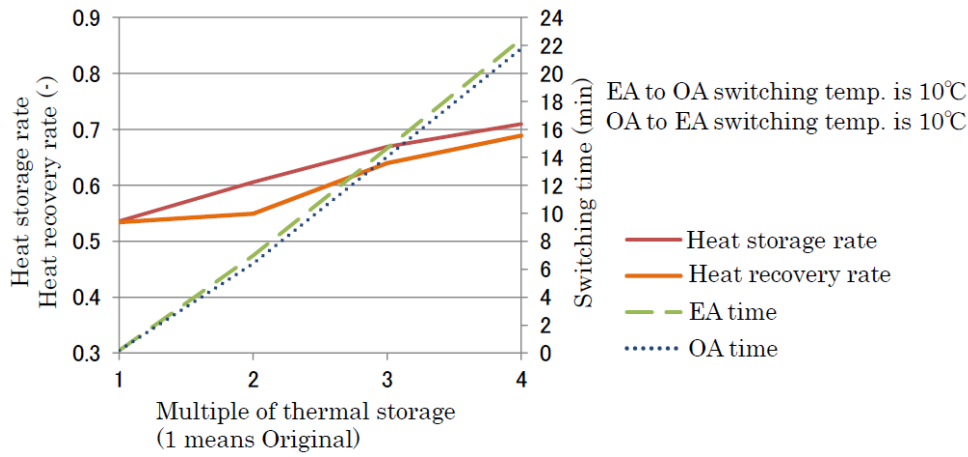 Heat storage rate
Heat recovery rate (-)
0.9
0.8
0.7
0.6
0.5
0.4
0.3
24
22
20
18
16
14
12
10
8
6
4
2
0
Switching time (min)
1 2 3 4
Multiple of thermal storage
(1 means Original)
EA to OA switching temp. is 10℃
OA to EA switching temp. is 10℃
Heat storage rate
Heat recovery rate
EA time
OA time